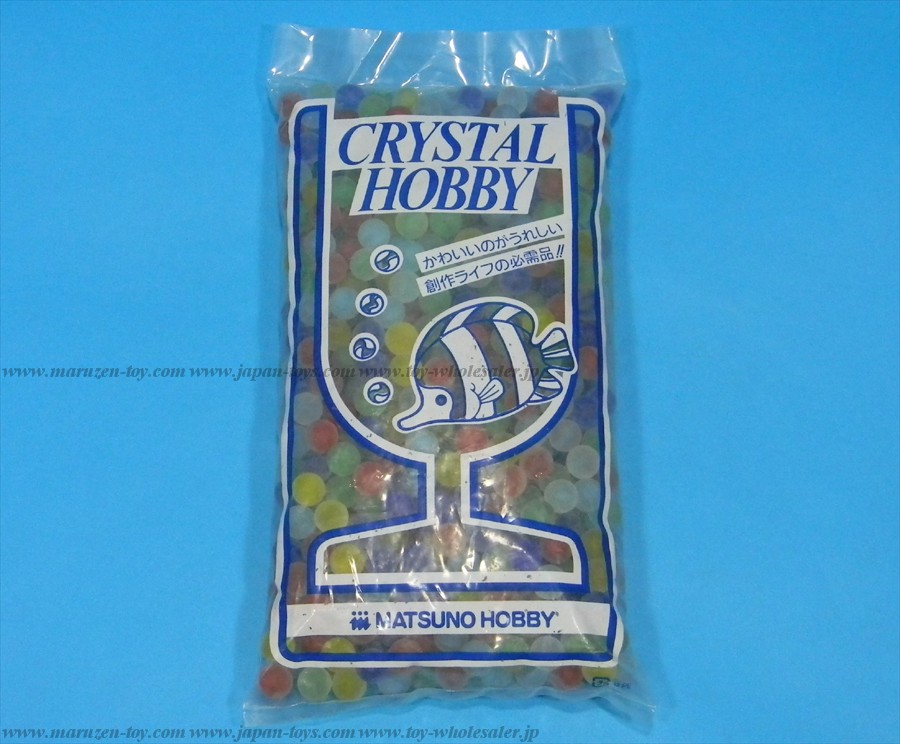 CRYSTAL
HOBBY
かわいいのがうれしい
創作ライフの必需品!!
www.maruzen-toy.com www.japan-toys.com www.toy-wholesaler.jp
MATSUNO HOBBY
www.maruzen-toy.com www.japan-toys.com www.toy-wholesaler.jp